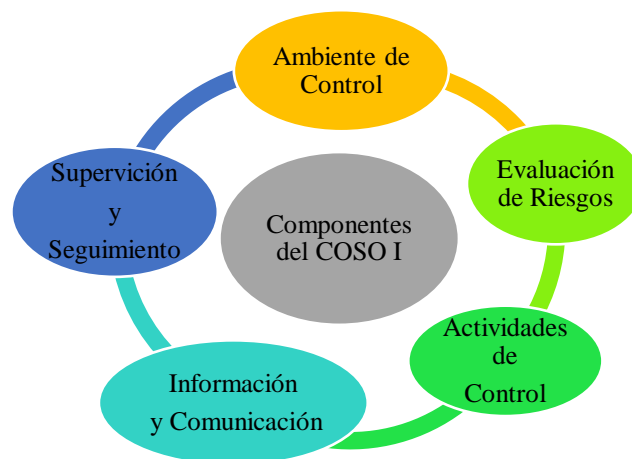 Ambiente de
Control
Evaluación
de Riesgos
Actividades
de
Control
Información
y Comunicación
Supervición
y
Seguimiento
Componentes
del COSO I